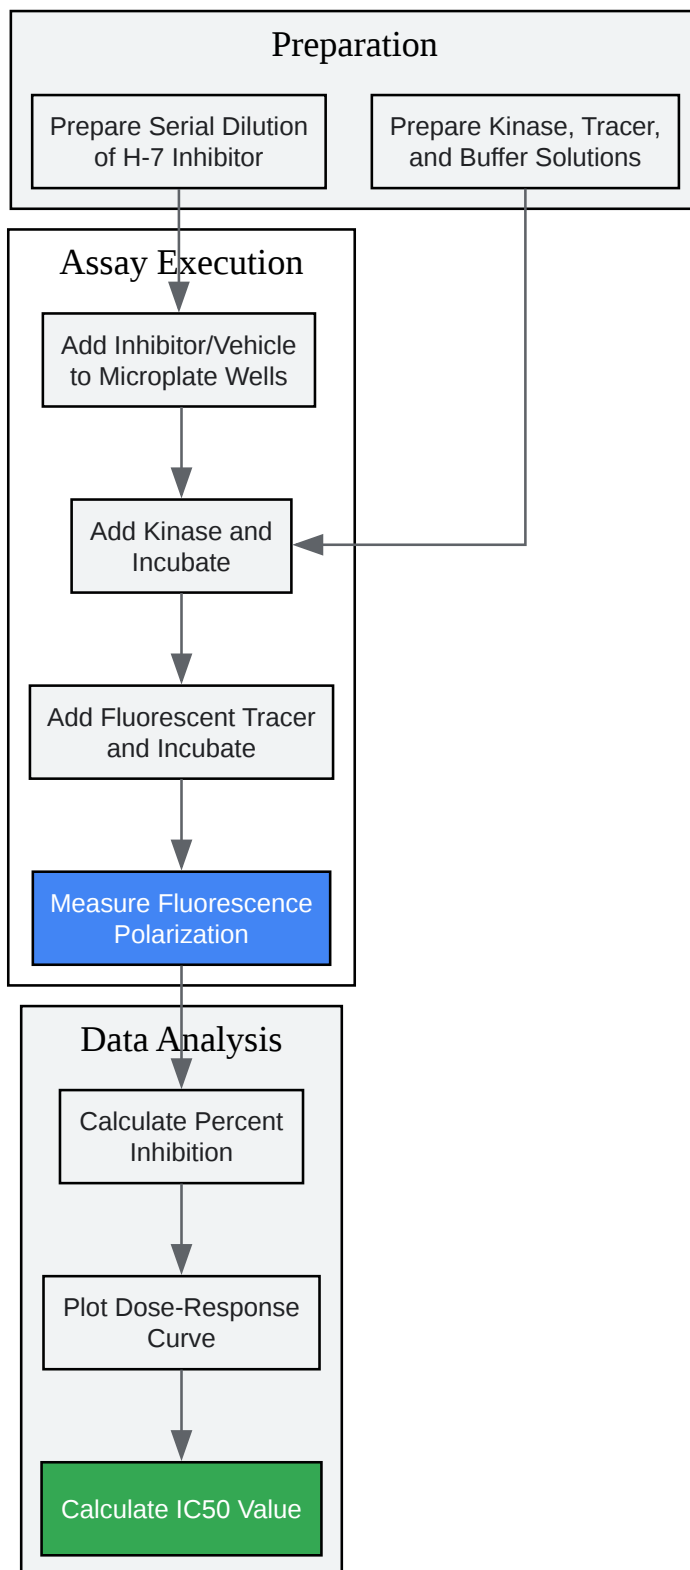 Preparation
Prepare Serial Dilution
of H-7 Inhibitor
Prepare Kinase, Tracer,
and Buffer Solutions
Assay Execution
Add Inhibitor/Vehicle
to Microplate Wells
Add Kinase and
Incubate
Add Fluorescent Tracer
and Incubate
Measure Fluorescence
Polarization
Data Analysis
Calculate Percent
Inhibition
Plot Dose-Response
Curve
Calculate IC50 Value